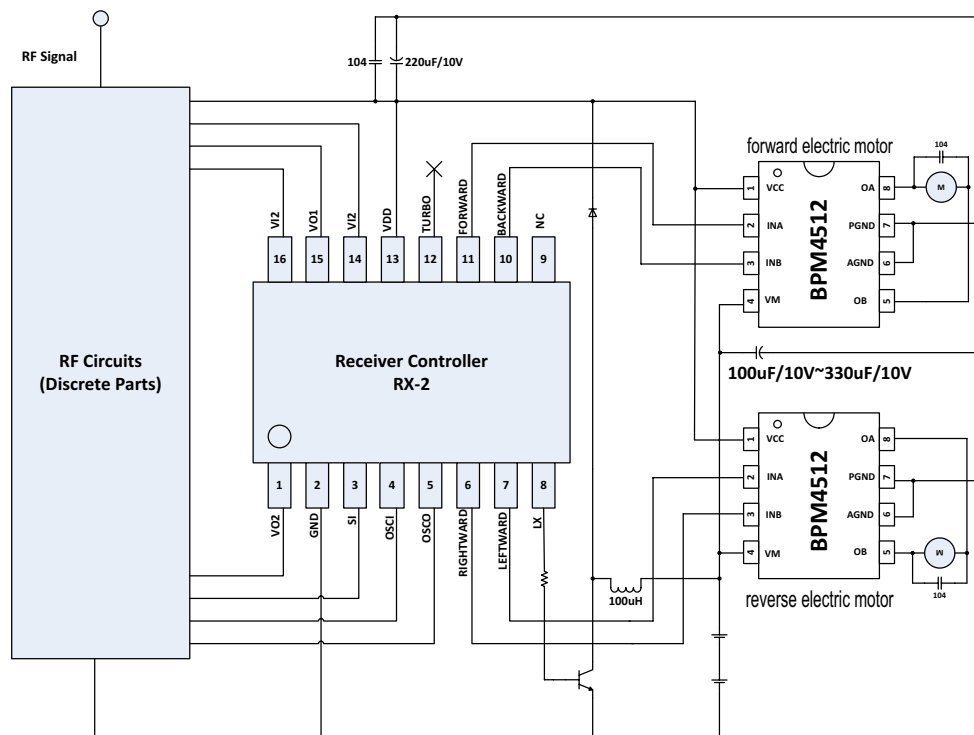 RF Signal
104
220uF/10V
RF Circuits
(Discrete Parts)
VI2
VO1
VI2
VDD
TURBO
FORWARD
BACKWARD
NC
16
15
14
13
12
11
10
9
Receiver Controller
RX-2
1
2
3
4
5
6
7
8
VO2
GND
SI
OSCI
OSCO
RIGHTWARD
LEFTWARD
LX
100uH
forward electric motor
104
M
1
VCC
OA
8
2
INA
PGND
7
3
INB
AGND
6
4
VM
OB
5
BPM4512
100uF/10V~330uF/10V
1
VCC
OA
8
2
INA
PGND
7
3
INB
AGND
6
4
VM
OB
5
BPM4512
M
104
reverse electric motor